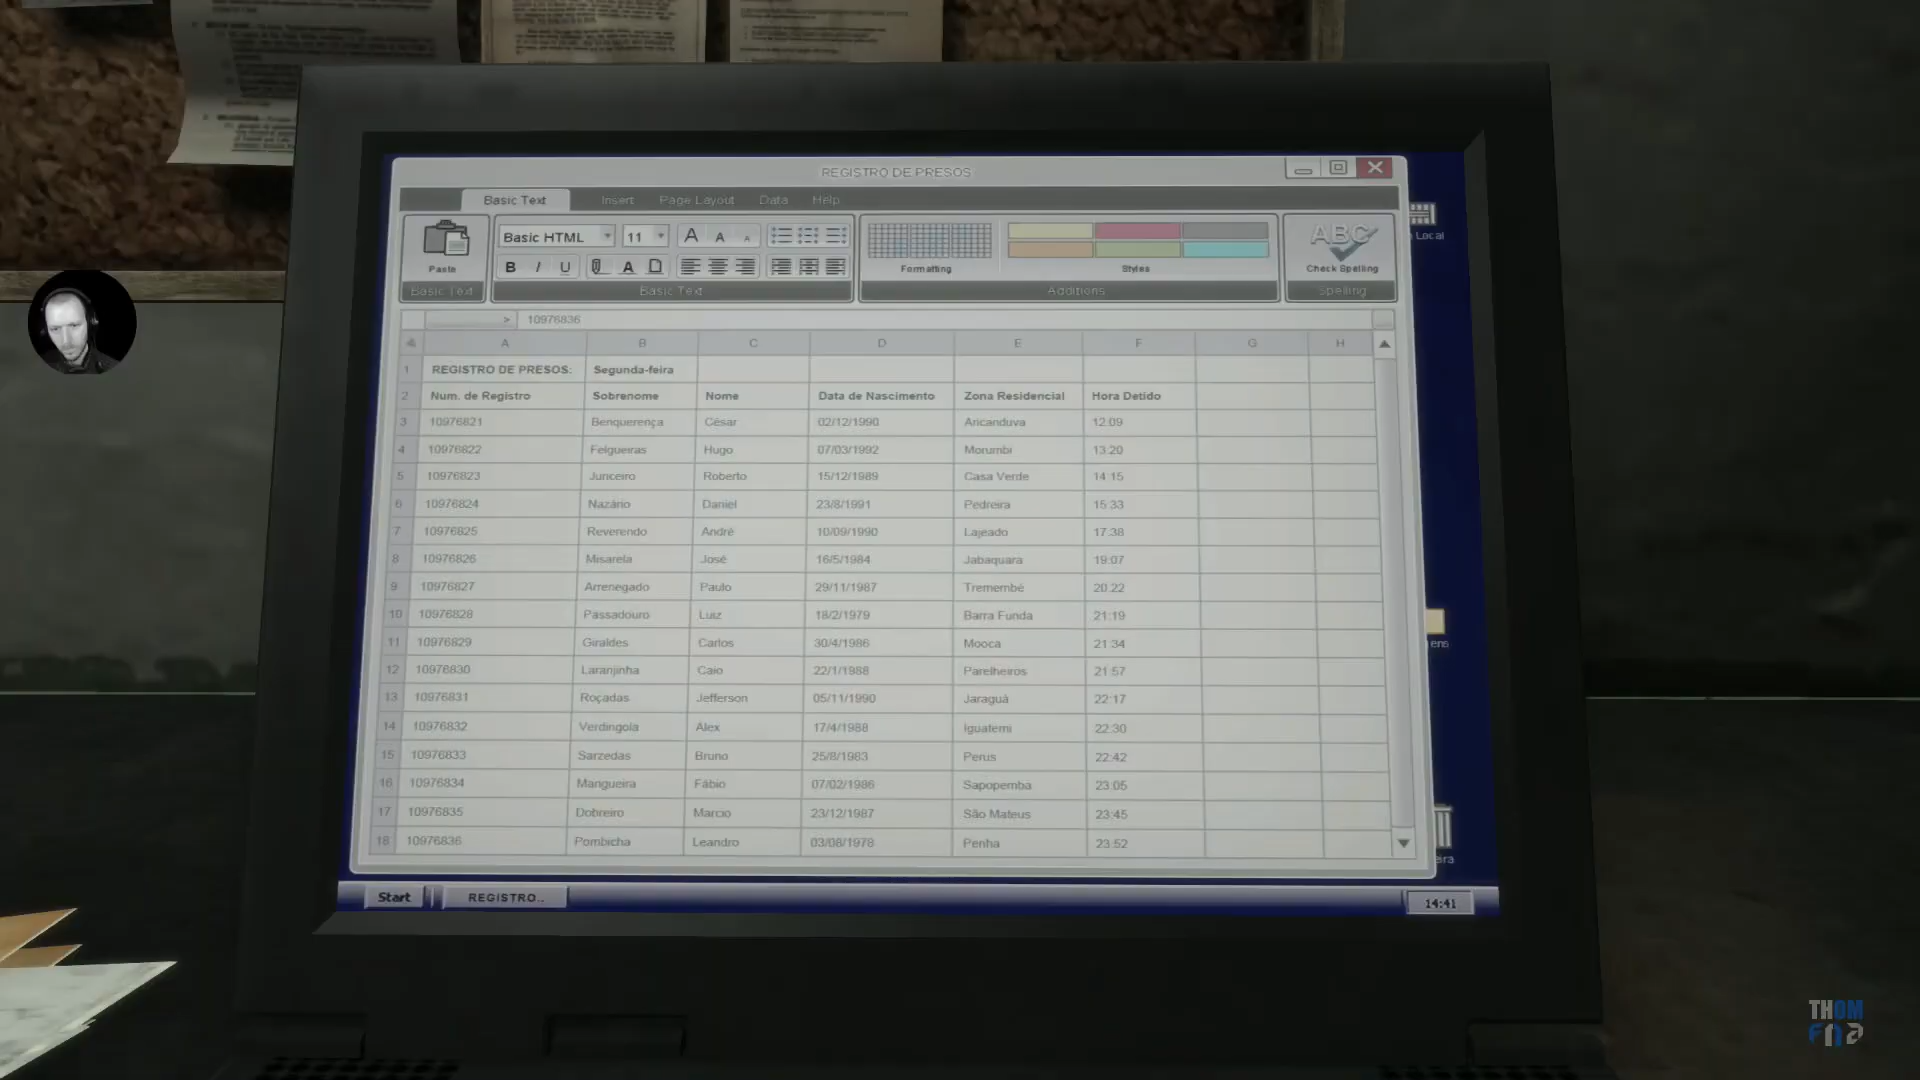 REGISTRO DE PRESOS
Basic Text Insert Page Layout Data Help
Basic HTML 11 A A A
ABC
B I U A
Paste Formatting Styles Check Spelling
Basic Text Basic Text Additions Spelling
> 10976836
A B C D E F G H
1 REGISTRO DE PRESOS: Segunda-feira
2 Num. de Registro Sobrenome Nome Data de Nascimento Zona Residencial Hora Detido
3 10976821 Benquerença César 02/12/1990 Aricanduva 12:09
4 10976822 Felgueiras Hugo 07/03/1992 Morumbi 13:20
5 10976823 Junceiro Roberto 15/12/1989 Casa Verde 14:15
6 10976824 Nazário Daniel 23/8/1991 Pedreira 15:33
7 10976825 Reverendo André 10/09/1990 Lajeado 17:38
8 10976826 Misarela José 16/5/1984 Jabaquara 19:07
9 10976827 Arrenegado Paulo 29/11/1987 Tremembé 20:22
10 10976828 Passadouro Luiz 18/2/1979 Barra Funda 21:19
11 10976829 Giraldes Carlos 30/4/1986 Mooca 21:34
12 10976830 Laranjinha Caio 22/1/1988 Parelheiros 21:57
13 10976831 Roçadas Jefferson 05/11/1990 Jaraguá 22:17
14 10976832 Verdingola Alex 17/4/1988 Iguatemi 22:30
15 10976833 Sarzedas Bruno 25/8/1983 Perus 22:42
16 10976834 Mangueira Fábio 07/02/1986 Sapopemba 23:05
17 10976835 Dobreiro Marcio 23/12/1987 São Mateus 23:45
18 10976836 Pombicha Leandro 03/08/1978 Penha 23:52
Local
ens
Start REGISTRO.. 14:41
THOM